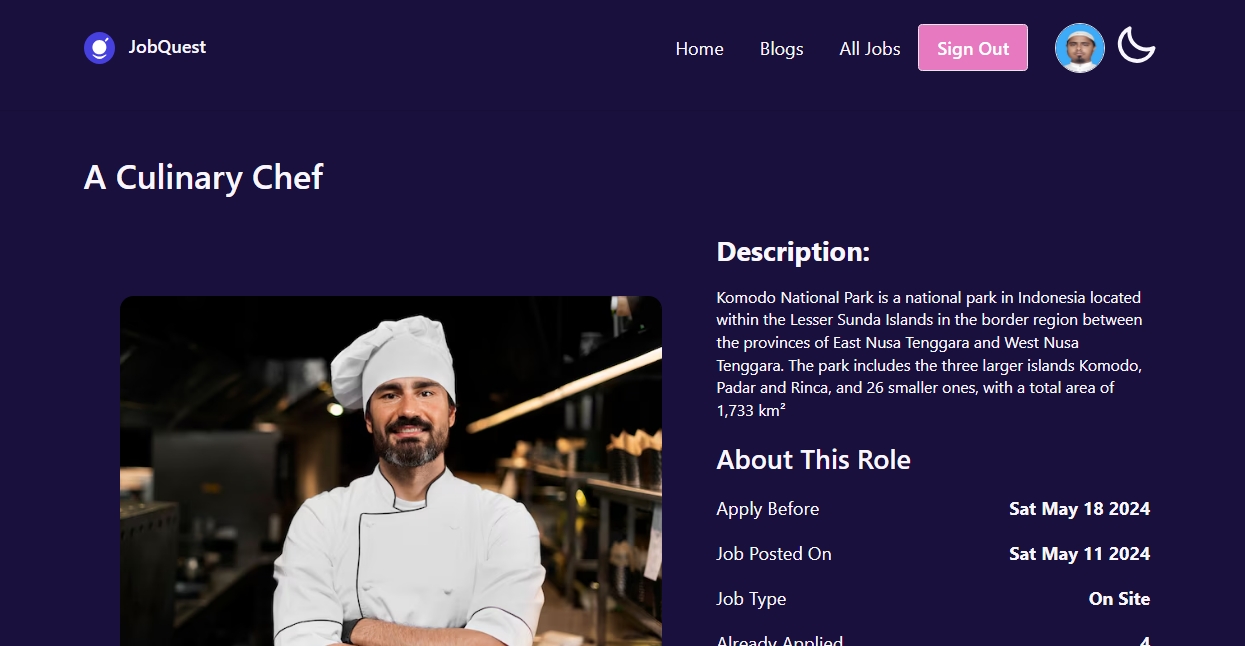 JobQuest
Home Blogs All Jobs Sign Out
A Culinary Chef
Description:
Komodo National Park is a national park in Indonesia located
within the Lesser Sunda Islands in the border region between
the provinces of East Nusa Tenggara and West Nusa
Tenggara. The park includes the three larger islands Komodo,
Padar and Rinca, and 26 smaller ones, with a total area of
1,733 km²
About This Role
Apply Before Sat May 18 2024
Job Posted On Sat May 11 2024
Job Type On Site
Already Applied 4